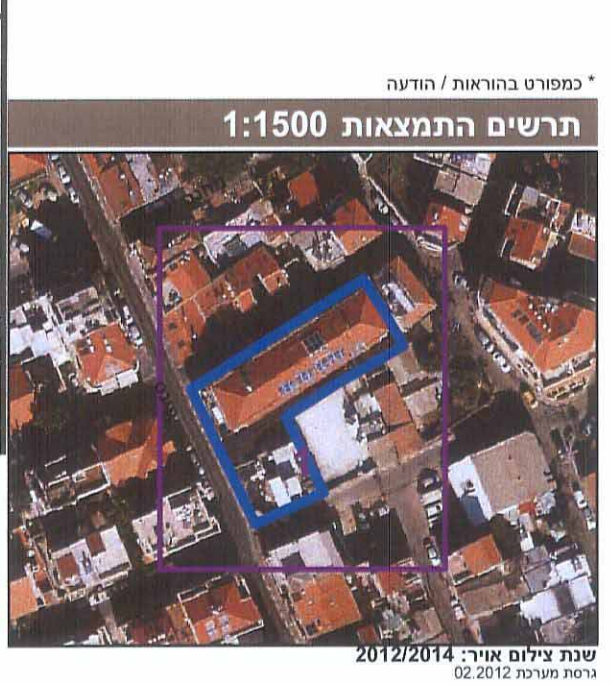 * כמפורט בהוראות / הודעה
תרשים התמצאות 1:1500
שנת צילום אויר: 2012/2014
גרסת מערכת 02.2012